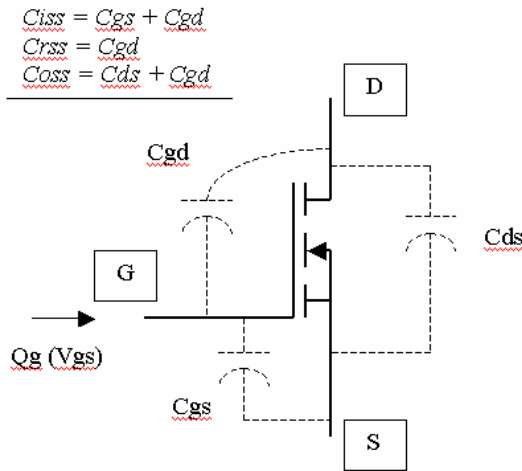 Ciss = Cgs + Cgd
Crss = Cgd
Coss = Cds + Cgd
D
Cgd
Cds
G
Qg (Vgs)
Cgs
S